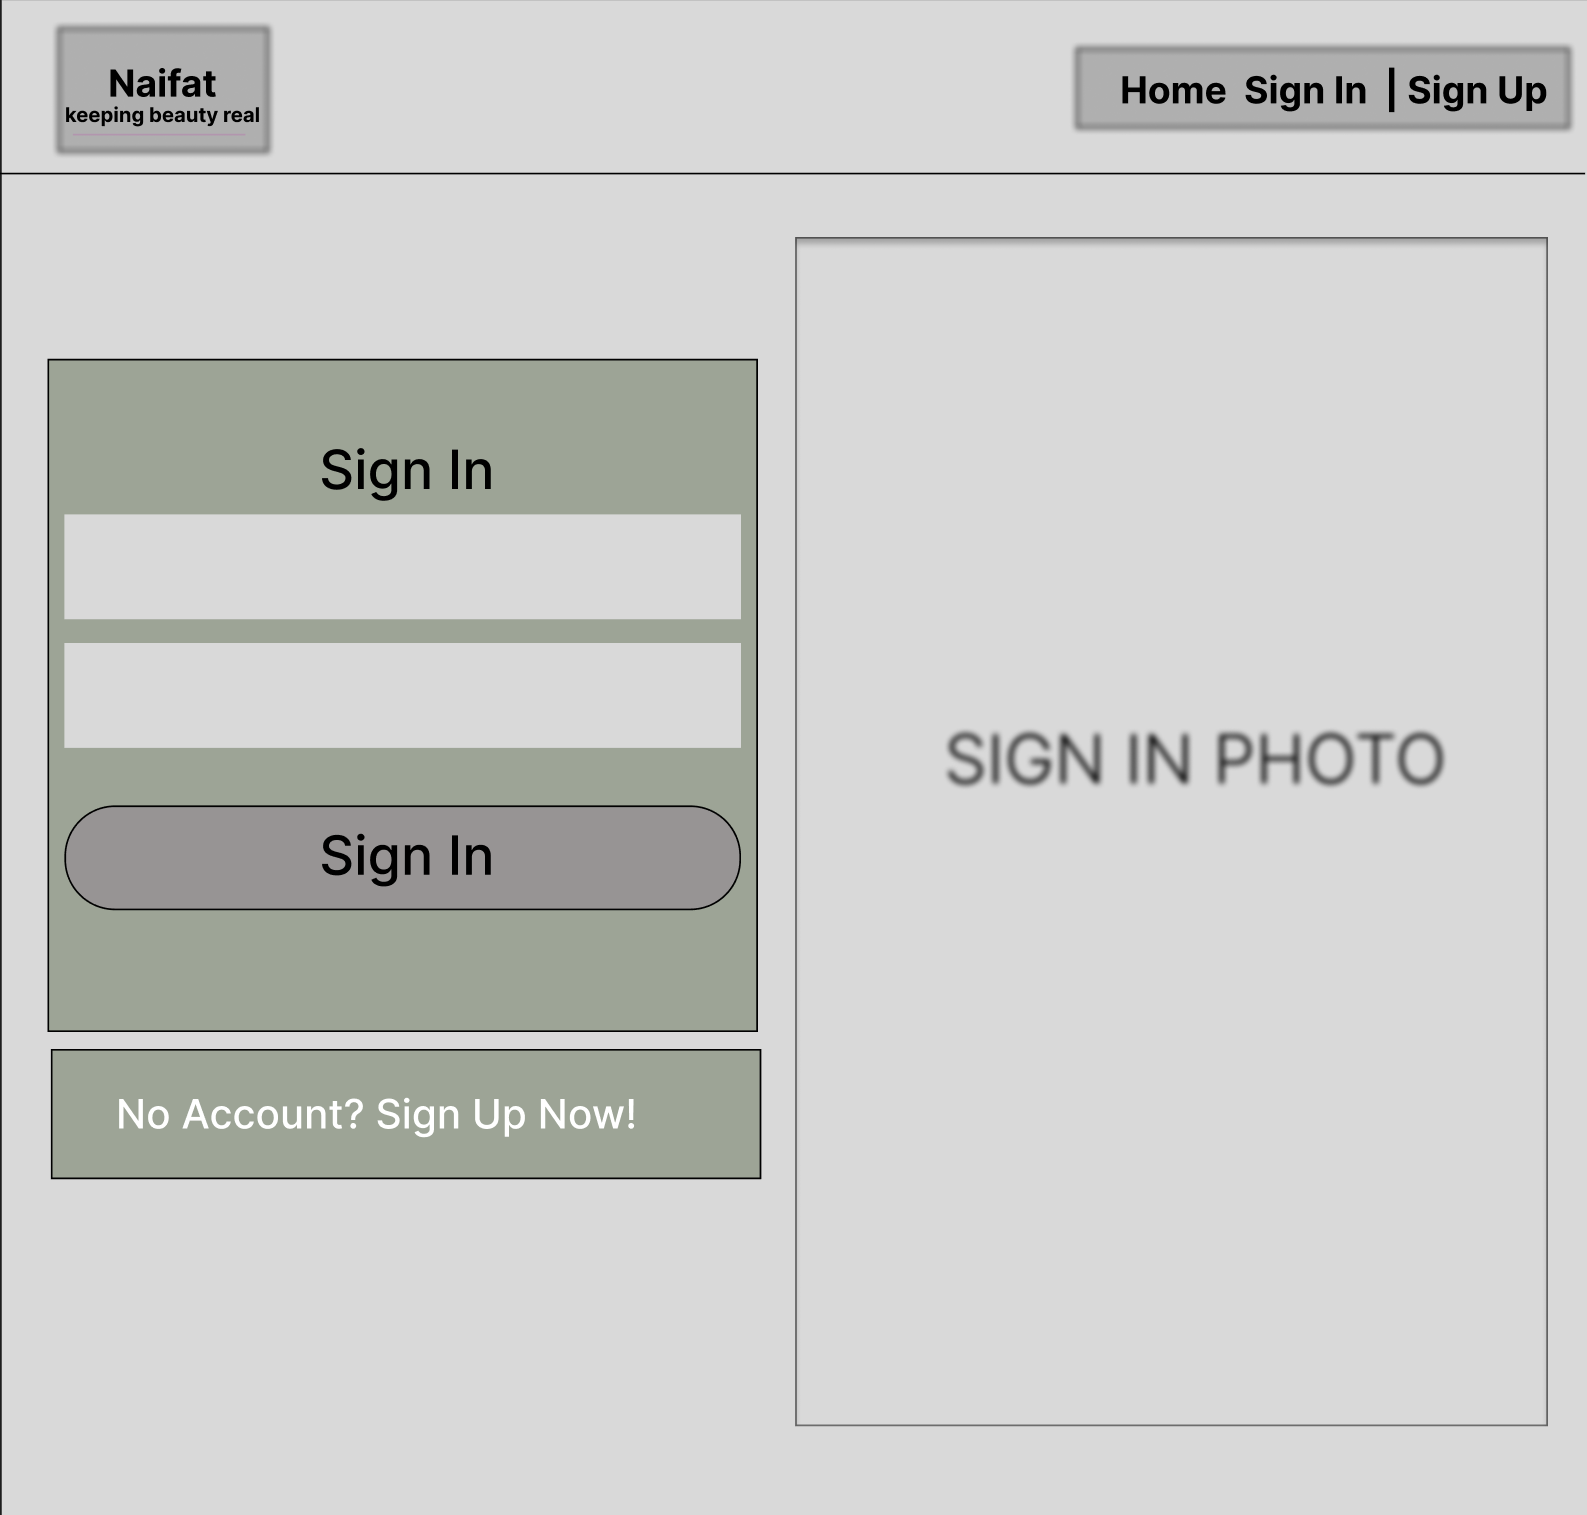 Naifat
keeping beauty real
Home Sign In | Sign Up
Sign In
Sign In
No Account? Sign Up Now!
SIGN IN PHOTO